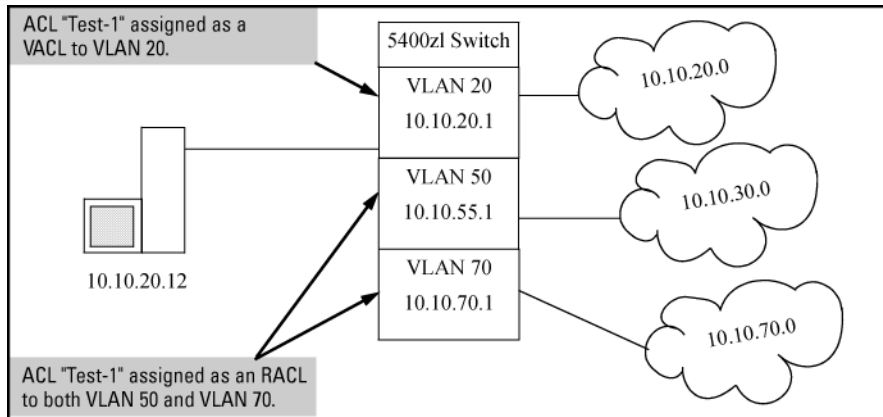 ACL "Test-1" assigned as a
VACL to VLAN 20.
5400zl Switch
VLAN 20
10.10.20.1
10.10.20.0
VLAN 50
10.10.55.1
10.10.30.0
VLAN 70
10.10.70.1
10.10.70.0
10.10.20.12
ACL "Test-1" assigned as an RACL
to both VLAN 50 and VLAN 70.